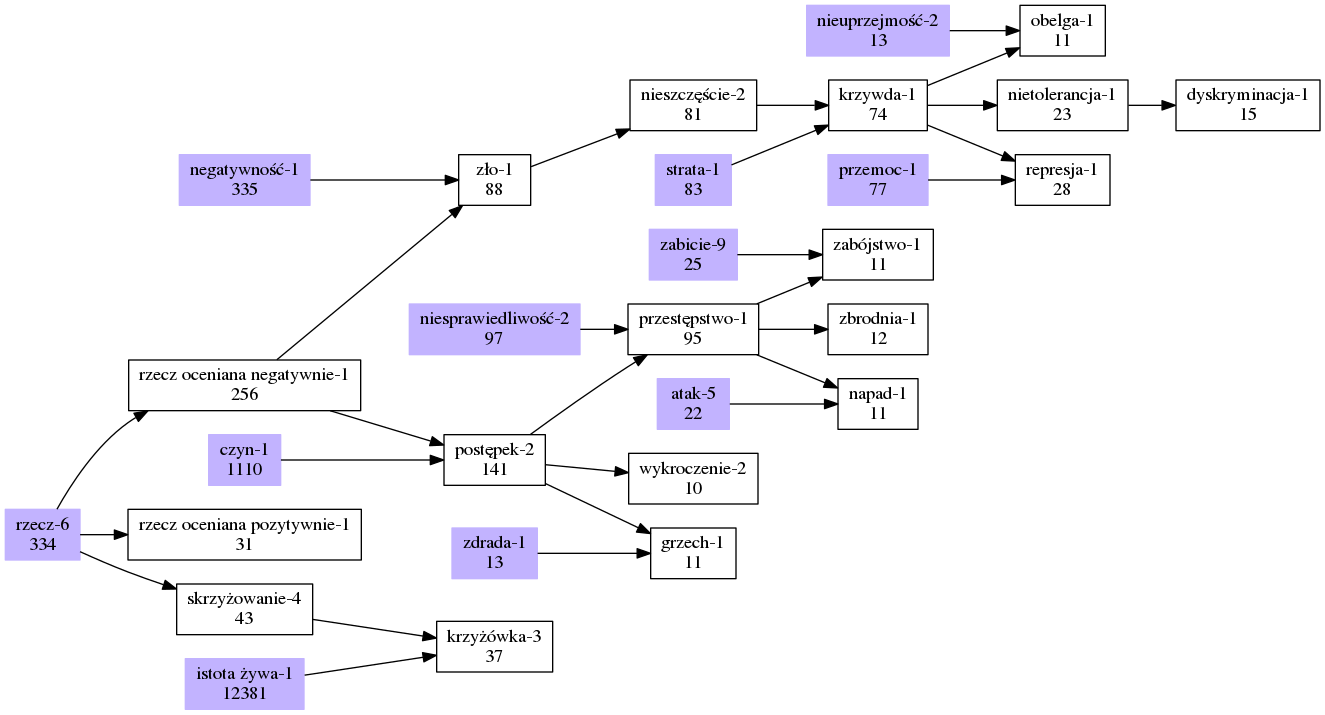 nieuprzejmość-2
13
obelga-1
11
nieszczęście-2
81
krzywda-1
74
nietolerancja-1
23
dyskryminacja-1
15
negatywność-1
335
zło-1
88
strata-1
83
przemoc-1
77
represja-1
28
zabicie-9
25
zabójstwo-1
11
niesprawiedliwość-2
97
przestępstwo-1
95
zbrodnia-1
12
rzecz oceniana negatywnie-1
256
atak-5
22
napad-1
11
czyn-1
1110
postępek-2
141
wykroczenie-2
10
rzecz-6
334
rzecz oceniana pozytywnie-1
31
zdrada-1
13
grzech-1
11
skrzyżowanie-4
43
krzyżówka-3
37
istota żywa-1
12381